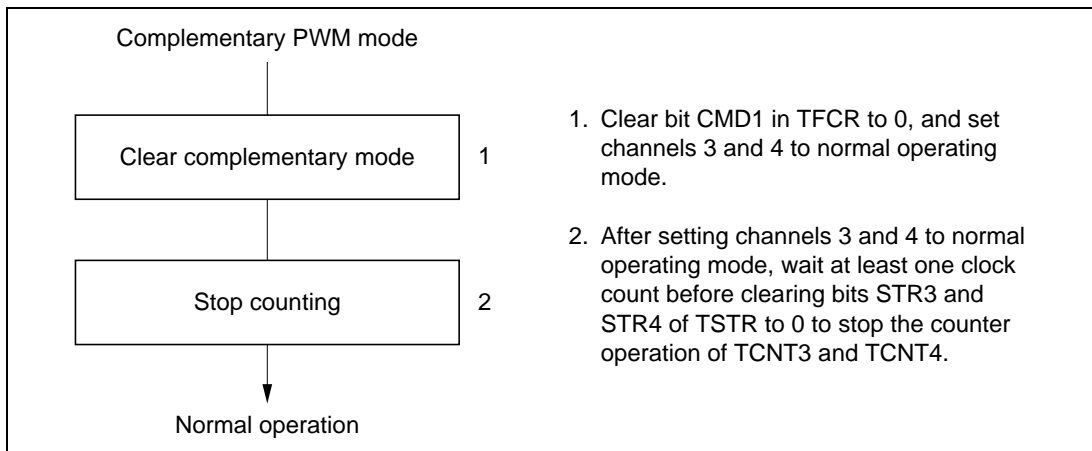 Complementary PWM mode
Clear complementary mode
1
Stop counting
2
Normal operation
1. Clear bit CMD1 in TFCR to 0, and set
channels 3 and 4 to normal operating
mode.
2. After setting channels 3 and 4 to normal
operating mode, wait at least one clock
count before clearing bits STR3 and
STR4 of TSTR to 0 to stop the counter
operation of TCNT3 and TCNT4.